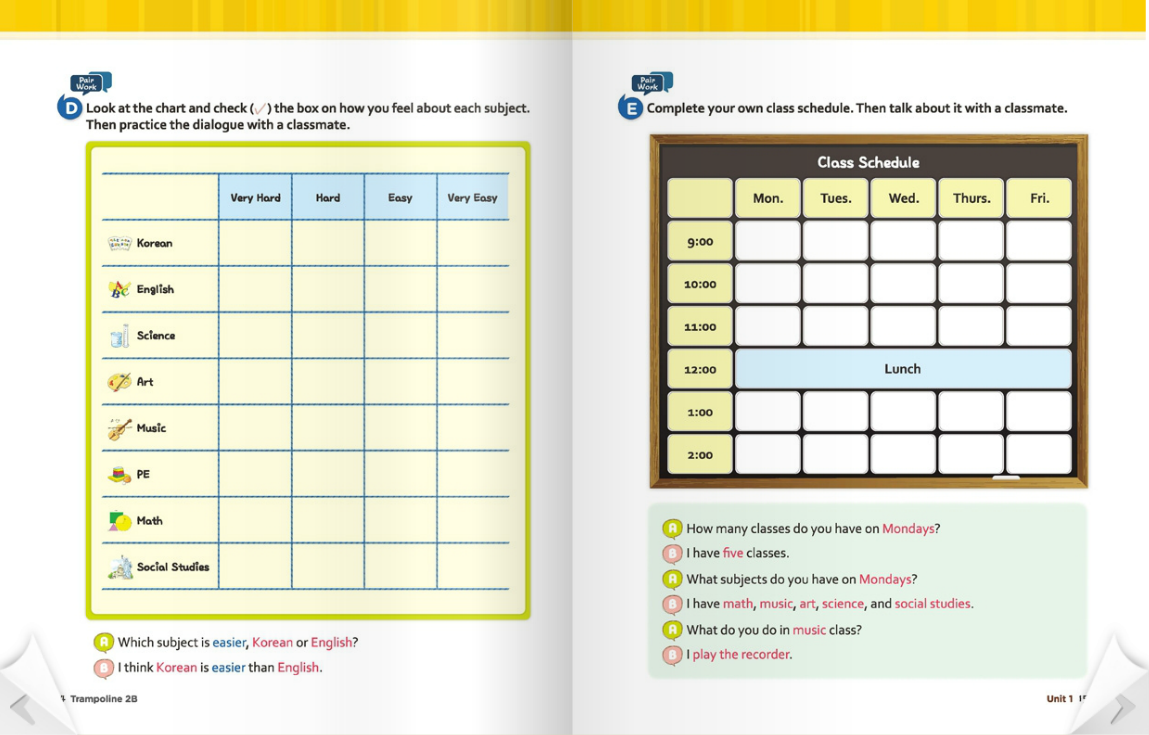 Pair
Work
D Look at the chart and check (✓) the box on how you feel about each subject.
Then practice the dialogue with a classmate.
Very Hard Hard Easy Very Easy
Korean
English
Science
Art
Music
PE
Math
Social Studies
A Which subject is easier, Korean or English?
B I think Korean is easier than English.
Trampoline 2B
Pair
Work
E Complete your own class schedule. Then talk about it with a classmate.
Class Schedule
Mon. Tues. Wed. Thurs. Fri.
9:00
10:00
11:00
12:00 Lunch
1:00
2:00
A How many classes do you have on Mondays?
B I have five classes.
A What subjects do you have on Mondays?
B I have math, music, art, science, and social studies.
A What do you do in music class?
B I play the recorder.
Unit 1